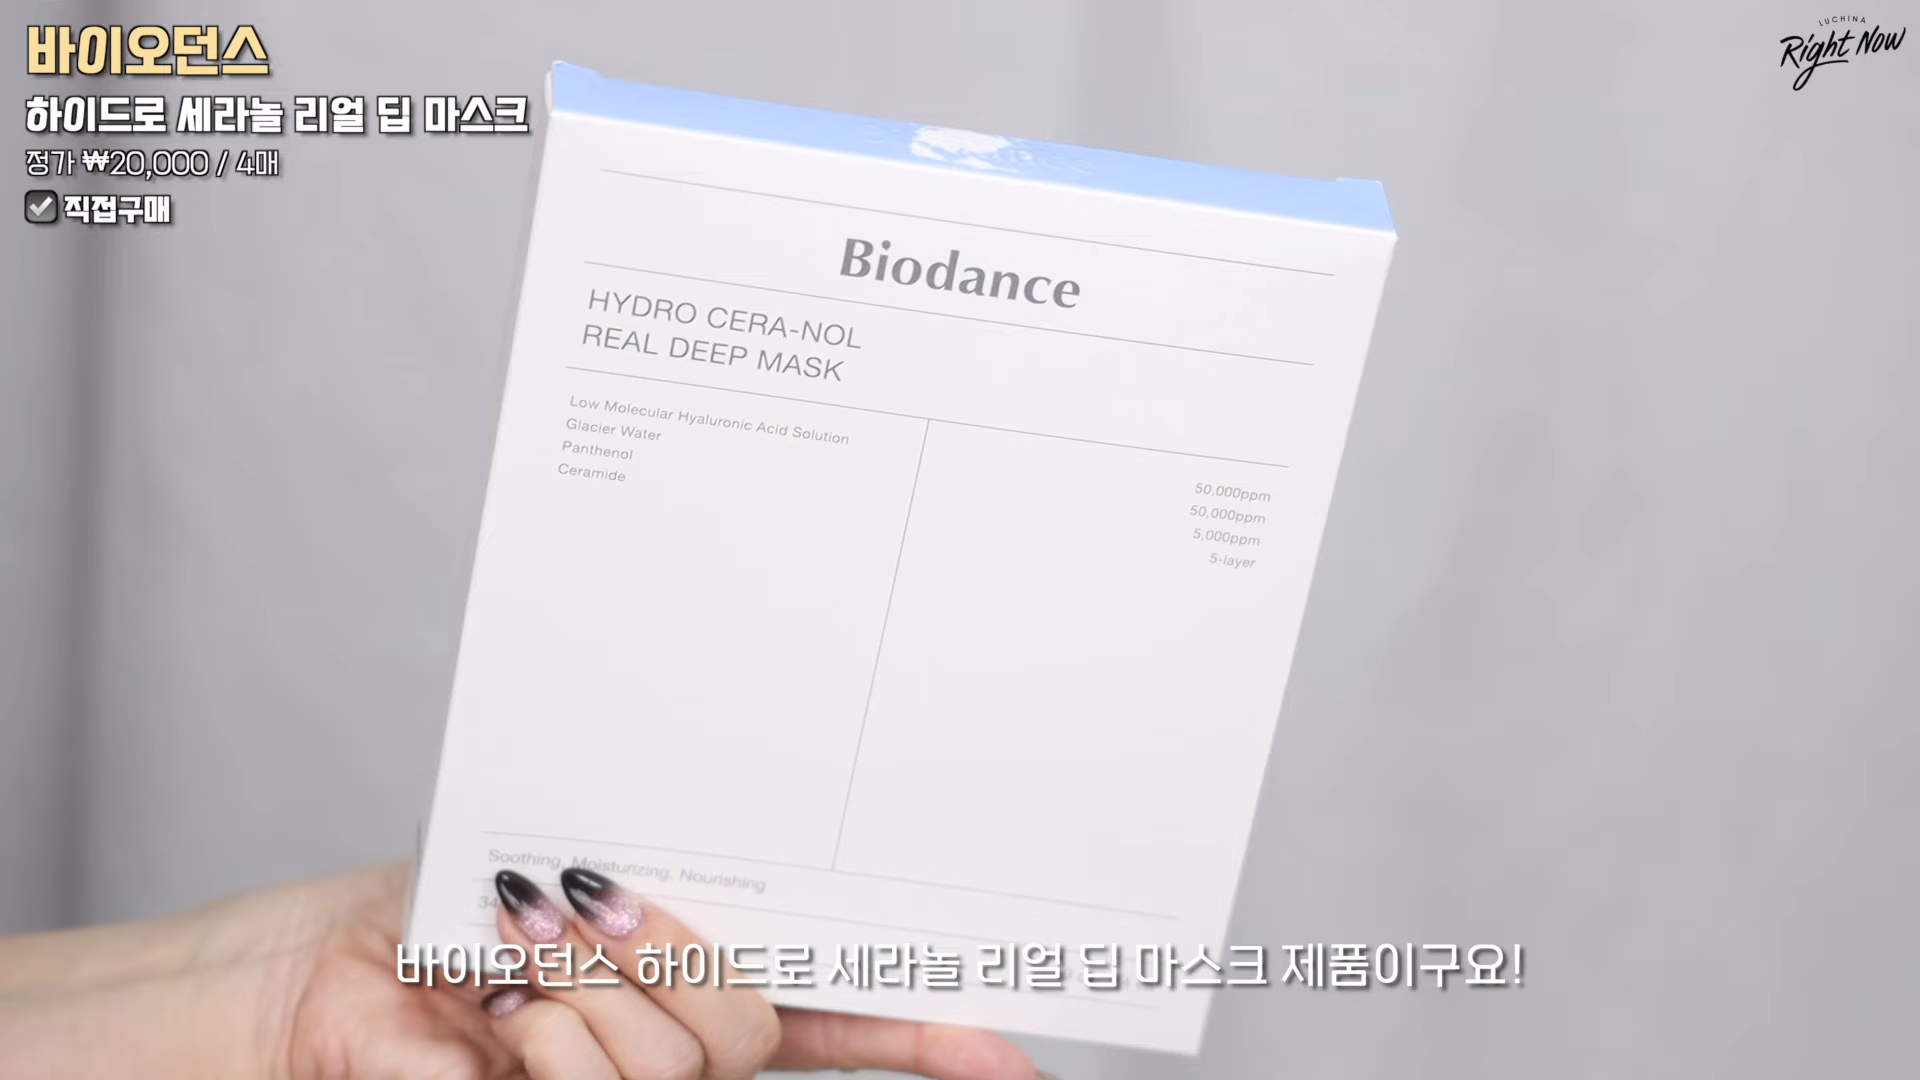 바이오던스
하이드로 세라놀 리얼 딥 마스크
정가 ₩20,000 / 4매
직접구매
LUCHINA
Right Now
Biodance
HYDRO CERA-NOL
REAL DEEP MASK
Low Molecular Hyaluronic Acid Solution
Glacier Water
Panthenol
Ceramide
50,000ppm
50,000ppm
5,000ppm
5-layer
Soothing, Moisturizing, Nourishing
바이오던스 하이드로 세라놀 리얼 딥 마스크 제품이구요!